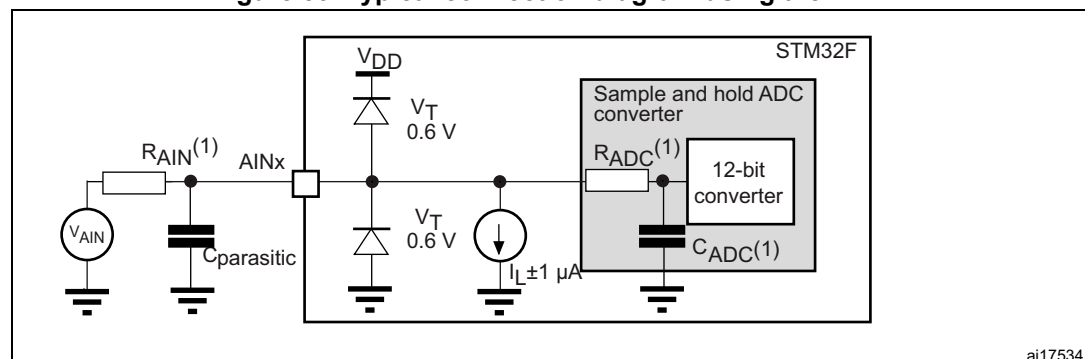 STM32F
VDD
VT
0.6 V
Sample and hold ADC
converter
RAIN(1)
AINx
RADC(1)
12-bit
converter
VAIN
Cparasitic
VT
0.6 V
IL±1 µA
CADC(1)
ai17534